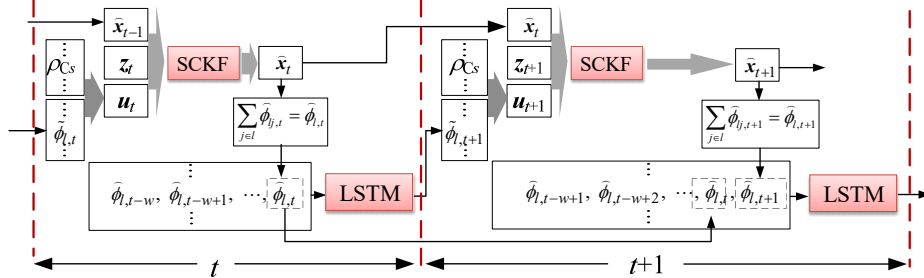 x̂_{t-1}
z_t
u_t
ρ_{Cs}
φ̃_{l,t}
SCKF
x̂_t
∑_{j∈l} φ̂_{lj,t} = φ̂_{l,t}
φ̂_{l,t-w}, φ̂_{l,t-w+1}, ⋯, φ̂_{l,t}
LSTM
t
x̂_t
z_{t+1}
u_{t+1}
ρ_{Cs}
φ̃_{l,t+1}
SCKF
x̂_{t+1}
∑_{j∈l} φ̂_{lj,t+1} = φ̂_{l,t+1}
φ̂_{l,t-w+1}, φ̂_{l,t-w+2}, ⋯, φ̂_{l,t}, φ̂_{l,t+1}
LSTM
t+1